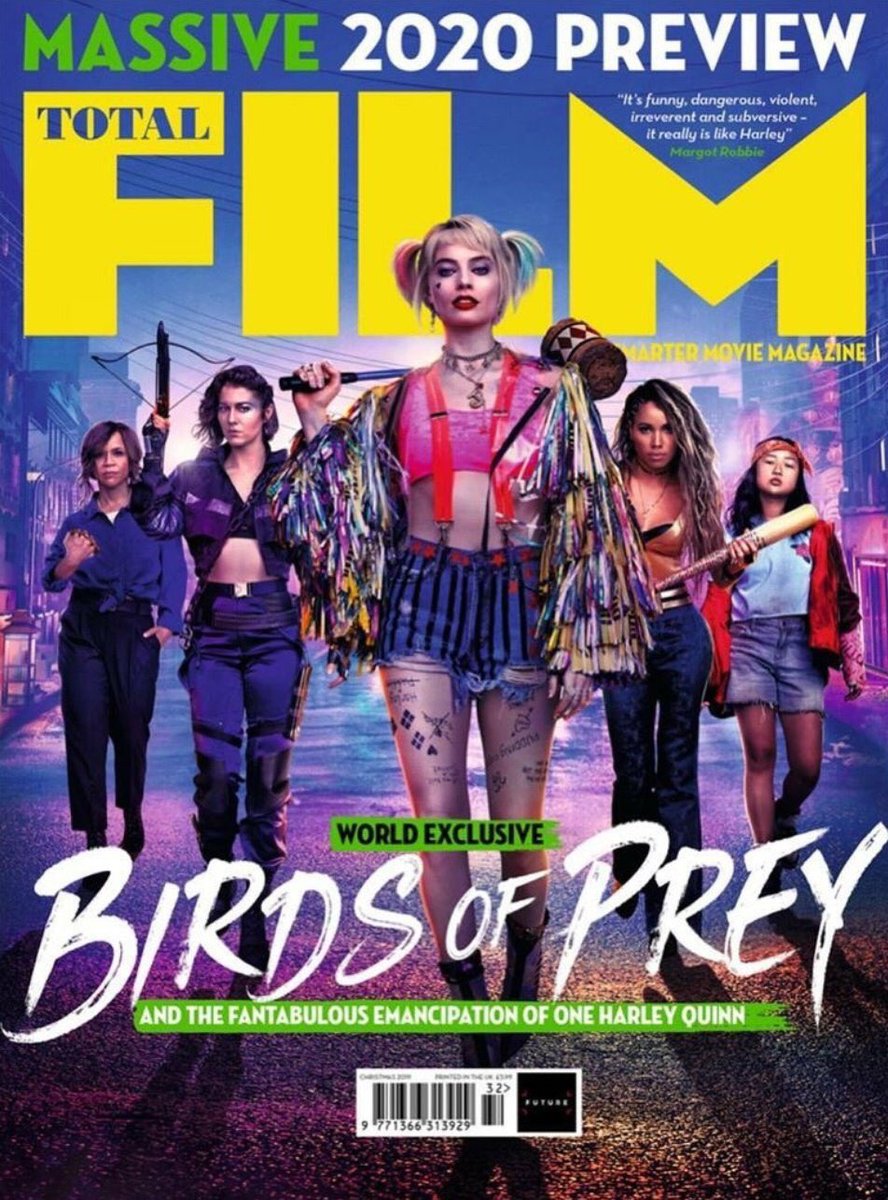 MASSIVE 2020 PREVIEW
TOTAL
FILM
“It's funny, dangerous, violent,
irreverent and subversive –
it really is like Harley”
Margot Robbie
MARTER MOVIE MAGAZINE
WORLD EXCLUSIVE
BIRDS OF PREY
AND THE FANTABULOUS EMANCIPATION OF ONE HARLEY QUINN
CHRISTMAS 2019 PRINTED IN THE UK £5.99
32>
9 771366 313929
FUTURE